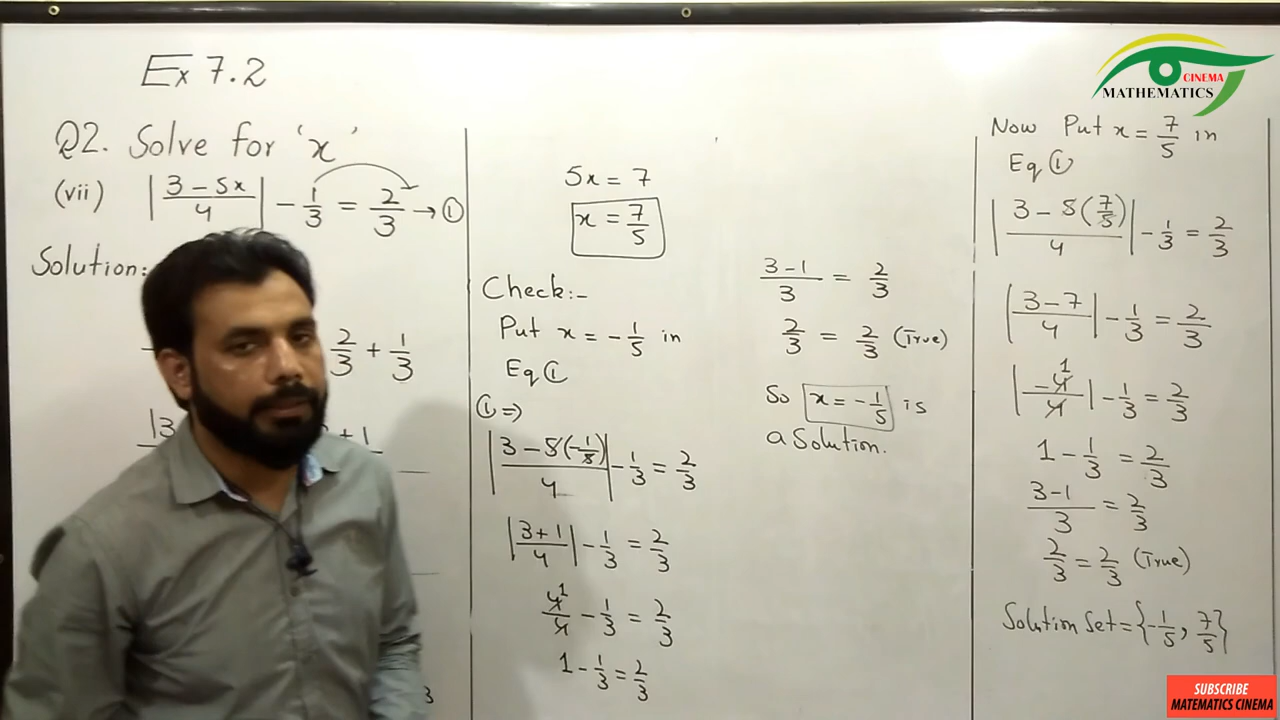 Ex 7.2
Q2. Solve for 'x'
(vii) |(3 - 5x)/4| - 1/3 = 2/3 → ①
Solution:
2/3 + 1/3
5x = 7
x = 7/5
Check:-
Put x = -1/5 in
Eq ①
① =>
|(3 - 5(-1/5))/4| - 1/3 = 2/3
|(3 + 1)/4| - 1/3 = 2/3
4/4 - 1/3 = 2/3
1 - 1/3 = 2/3
(3 - 1)/3 = 2/3
2/3 = 2/3 (True)
So x = -1/5 is
a Solution.
Now Put x = 7/5 in
Eq ①
|(3 - 5(7/5))/4| - 1/3 = 2/3
|(3 - 7)/4| - 1/3 = 2/3
|-4/4| - 1/3 = 2/3
1 - 1/3 = 2/3
(3 - 1)/3 = 2/3
2/3 = 2/3 (True)
Solution Set = {-1/5, 7/5}
CINEMA
MATHEMATICS
SUBSCRIBE
MATEMATICS CINEMA